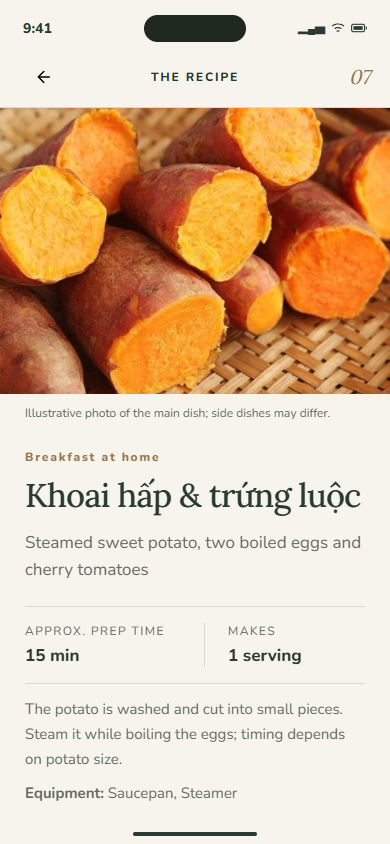 9:41
THE RECIPE
07
Illustrative photo of the main dish; side dishes may differ.
Breakfast at home
Khoai hấp & trứng luộc
Steamed sweet potato, two boiled eggs and
cherry tomatoes
APPROX. PREP TIME
15 min
MAKES
1 serving
The potato is washed and cut into small pieces.
Steam it while boiling the eggs; timing depends
on potato size.
Equipment: Saucepan, Steamer